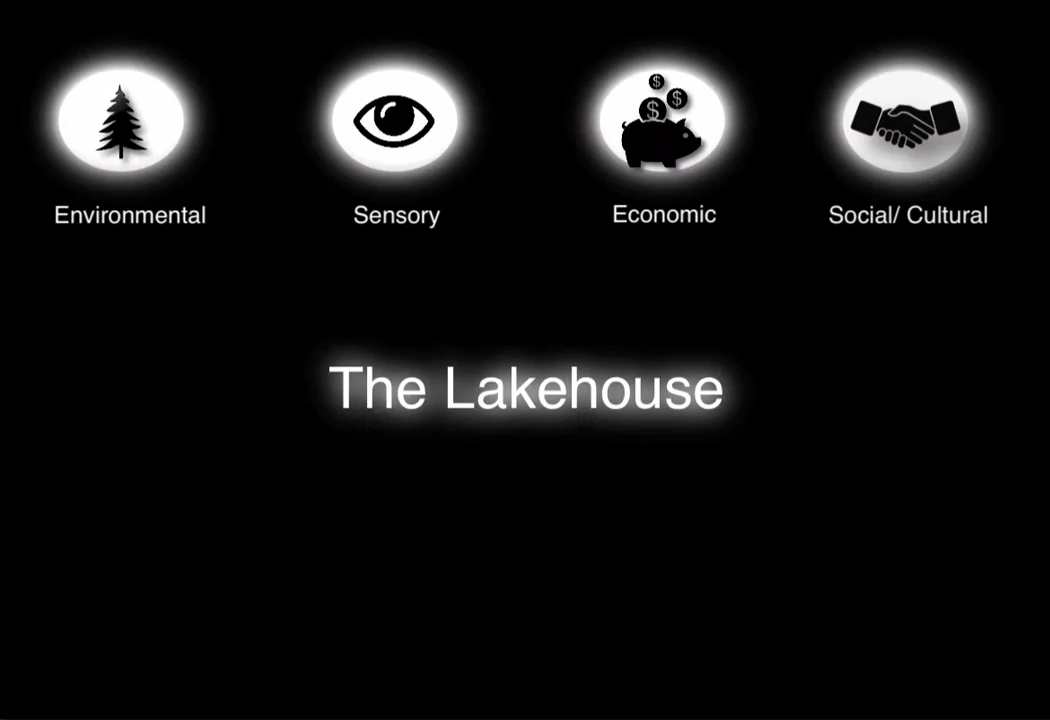 $
$
$
Environmental
Sensory
Economic
Social/ Cultural
The Lakehouse